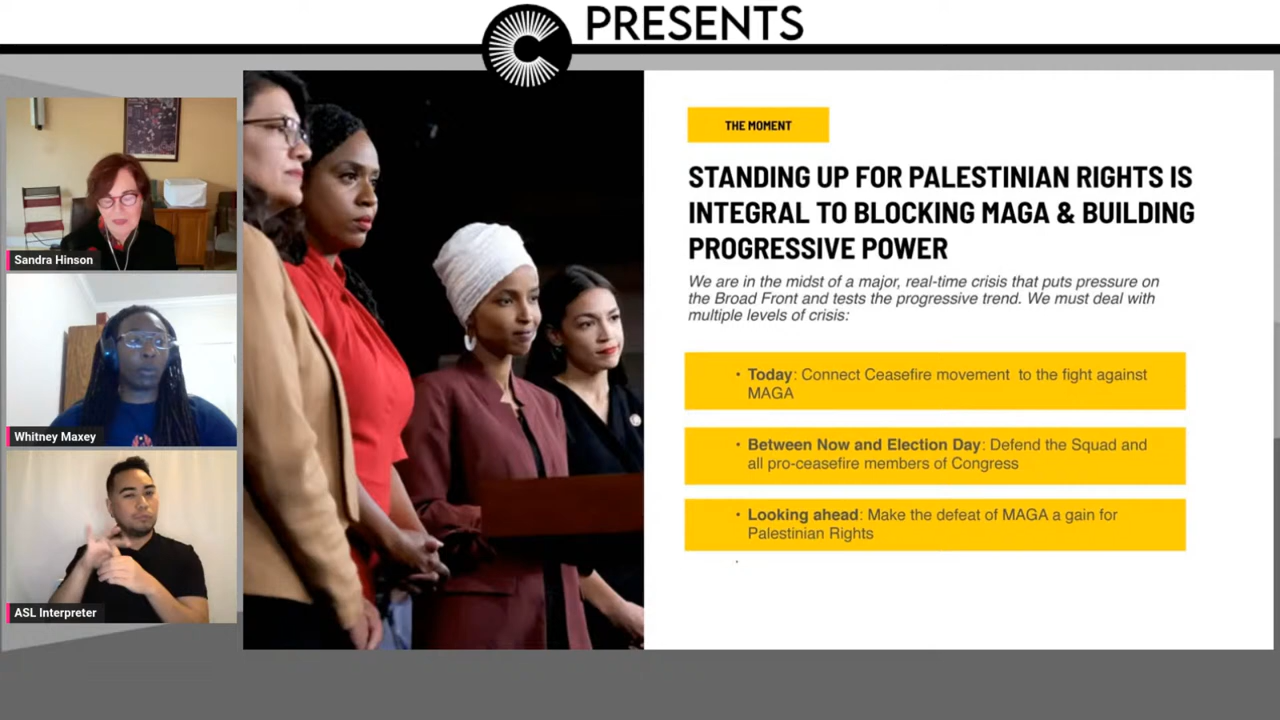 PRESENTS
Sandra Hinson
Whitney Maxey
ASL Interpreter
THE MOMENT
STANDING UP FOR PALESTINIAN RIGHTS IS
INTEGRAL TO BLOCKING MAGA & BUILDING
PROGRESSIVE POWER
We are in the midst of a major, real-time crisis that puts pressure on
the Broad Front and tests the progressive trend. We must deal with
multiple levels of crisis:
• Today: Connect Ceasefire movement to the fight against
MAGA
• Between Now and Election Day: Defend the Squad and
all pro-ceasefire members of Congress
• Looking ahead: Make the defeat of MAGA a gain for
Palestinian Rights